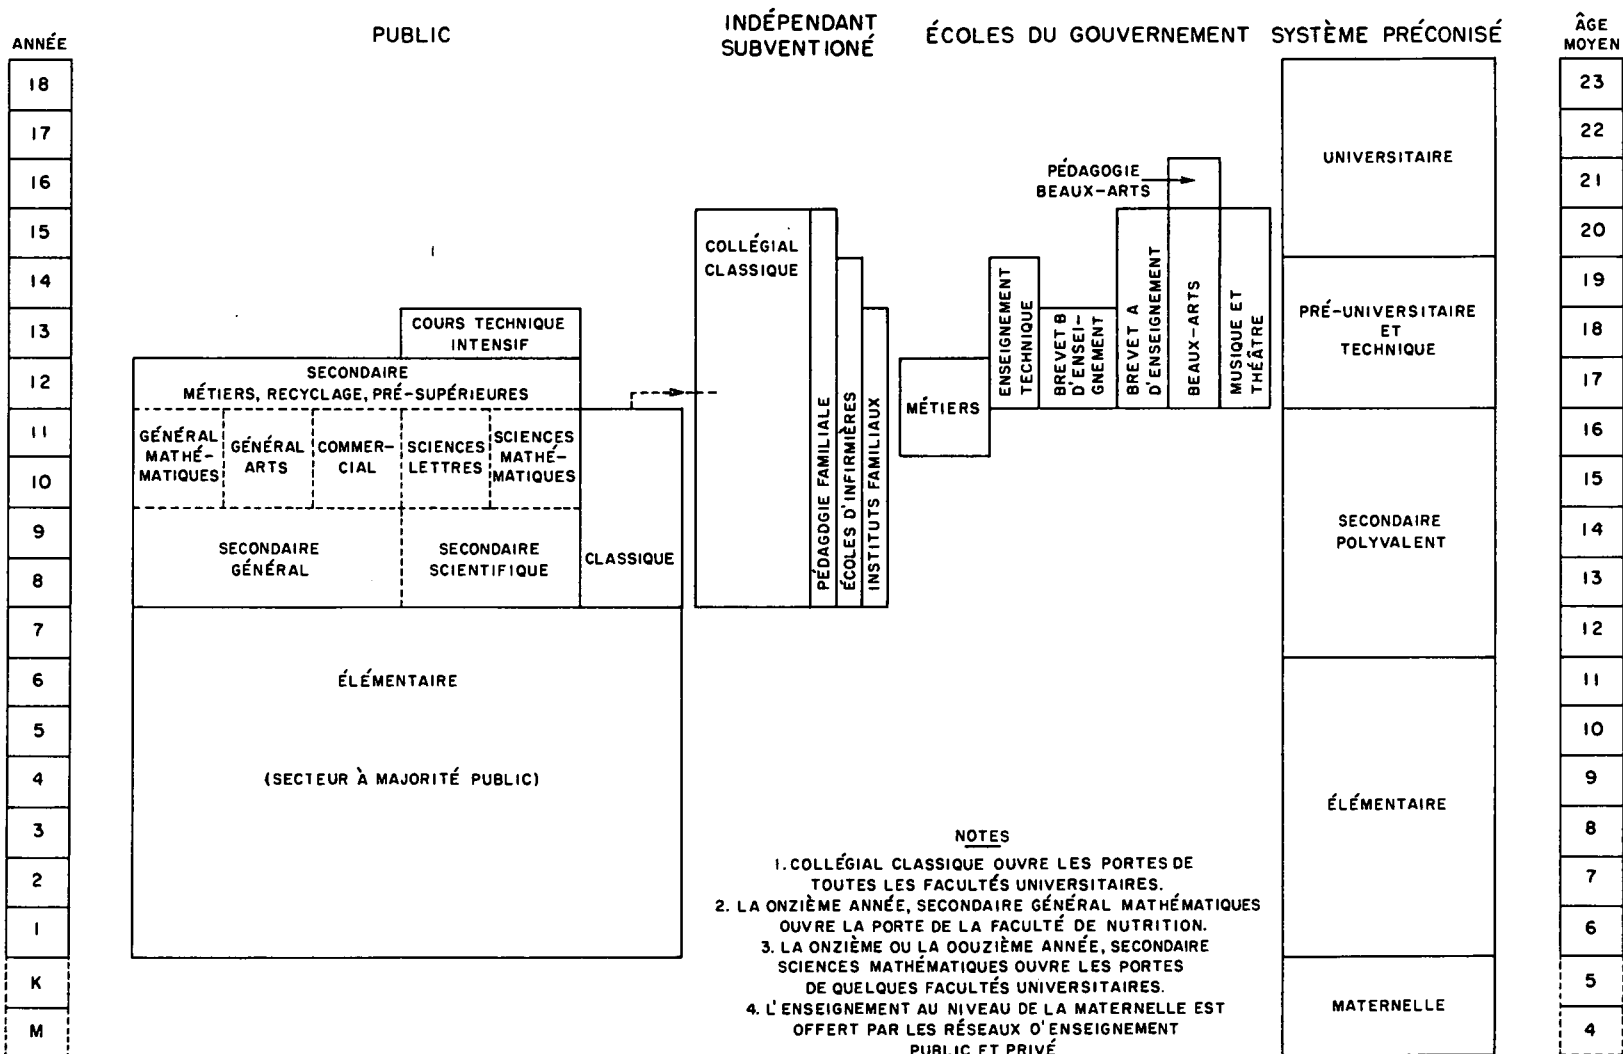 ANNÉE
PUBLIC
INDÉPENDANT
SUBVENTIONÉ
ÉCOLES DU GOUVERNEMENT
SYSTÈME PRÉCONISÉ
ÂGE
MOYEN
18
17
16
15
14
13
12
11
10
9
8
7
6
5
4
3
2
1
K
M
COURS TECHNIQUE
INTENSIF
SECONDAIRE
MÉTIERS, RECYCLAGE, PRÉ-SUPÉRIEURES
GÉNÉRAL
MATHÉ-
MATIQUES
GÉNÉRAL
ARTS
COMMER-
CIAL
SCIENCES
LETTRES
SCIENCES
MATHÉ-
MATIQUES
SECONDAIRE
GÉNÉRAL
SECONDAIRE
SCIENTIFIQUE
CLASSIQUE
ÉLÉMENTAIRE
(SECTEUR À MAJORITÉ PUBLIC)
COLLÉGIAL
CLASSIQUE
PÉDAGOGIE FAMILIALE
ÉCOLES D'INFIRMIÈRES
INSTITUTS FAMILIAUX
MÉTIERS
ENSEIGNEMENT
TECHNIQUE
BREVET B
D'ENSEI-
GNEMENT
BREVET A
D'ENSEIGNEMENT
PÉDAGOGIE
BEAUX-ARTS
BEAUX-ARTS
MUSIQUE ET
THÉÂTRE
UNIVERSITAIRE
PRÉ-UNIVERSITAIRE
ET
TECHNIQUE
SECONDAIRE
POLYVALENT
ÉLÉMENTAIRE
MATERNELLE
NOTES
1. COLLÉGIAL CLASSIQUE OUVRE LES PORTES DE
TOUTES LES FACULTÉS UNIVERSITAIRES.
2. LA ONZIÈME ANNÉE, SECONDAIRE GÉNÉRAL MATHÉMATIQUES
OUVRE LA PORTE DE LA FACULTÉ DE NUTRITION.
3. LA ONZIÈME OU LA DOUZIÈME ANNÉE, SECONDAIRE
SCIENCES MATHÉMATIQUES OUVRE LES PORTES
DE QUELQUES FACULTÉS UNIVERSITAIRES.
4. L'ENSEIGNEMENT AU NIVEAU DE LA MATERNELLE EST
OFFERT PAR LES RÉSEAUX D'ENSEIGNEMENT
PUBLIC ET PRIVÉ
23
22
21
20
19
18
17
16
15
14
13
12
11
10
9
8
7
6
5
4